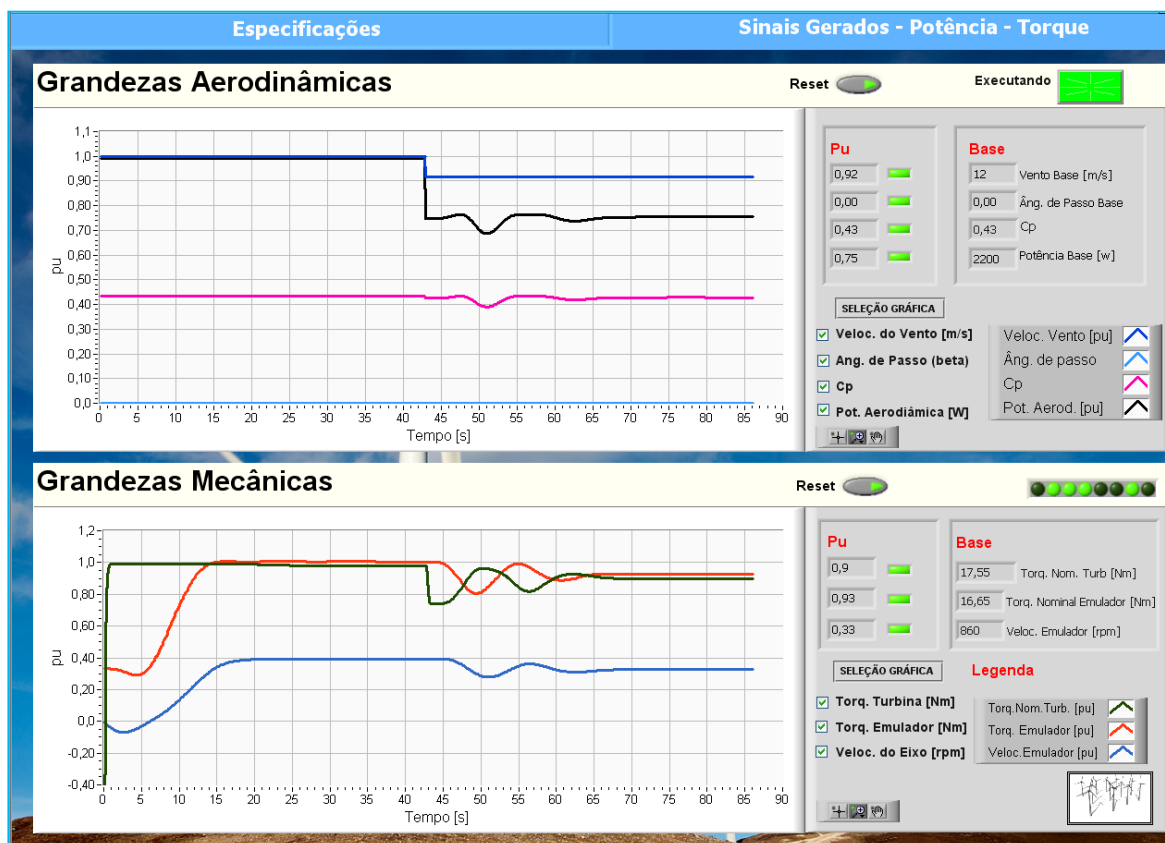 Especificações
Sinais Gerados - Potência - Torque
Grandezas Aerodinâmicas
Reset
Executando
1,1
1,0
0,90
0,80
0,70
0,60
0,50
0,40
0,30
0,20
0,10
0,0
pu
0 5 10 15 20 25 30 35 40 45 50 55 60 65 70 75 80 85 90
Tempo [s]
Pu
0,92
0,00
0,43
0,75
Base
12 Vento Base [m/s]
0,00 Âng. de Passo Base
0,43 Cp
2200 Potência Base [w]
SELEÇÃO GRÁFICA
Veloc. do Vento [m/s]
Ang. de Passo (beta)
Cp
Pot. Aerodiâmica [W]
Veloc. Vento [pu]
Âng. de passo
Cp
Pot. Aerod. [pu]
Grandezas Mecânicas
Reset
1,2
1,0
0,80
0,60
0,40
0,20
0,0
-0,20
-0,40
pu
0 5 10 15 20 25 30 35 40 45 50 55 60 65 70 75 80 85 90
Tempo [s]
Pu
0,9
0,93
0,33
Base
17,55 Torq. Nom. Turb [Nm]
16,65 Torq. Nominal Emulador [Nm]
860 Veloc. Emulador [rpm]
SELEÇÃO GRÁFICA
Legenda
Torq. Turbina [Nm]
Torq. Emulador [Nm]
Veloc. do Eixo [rpm]
Torq.Nom.Turb. [pu]
Torq. Emulador [pu]
Veloc.Emulador [pu]